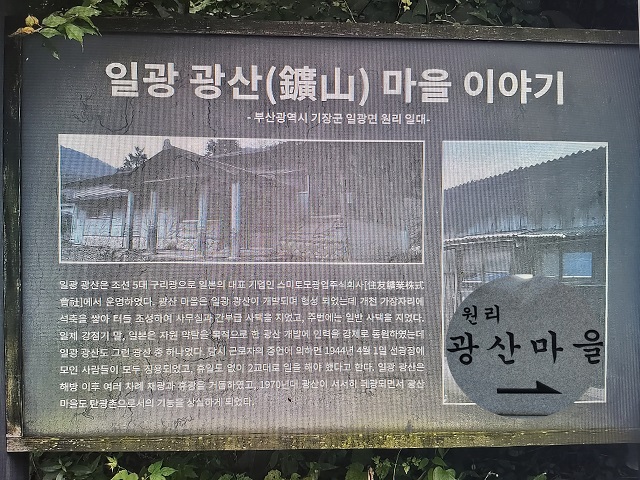 일광 광산(鑛山) 마을 이야기
- 부산광역시 기장군 일광면 원리 일대-
일광 광산은 조선 5대 구리광으로 일본의 대표 기업인 스미토모광업주식회사[住友鑛業株式
會社]에서 운영하였다. 광산 마을은 일광 광산이 개발되며 형성 되었는데 개천 가장자리에
석축을 쌓아 터를 조성하여 사무실과 간부급 사택을 지었고, 주변에는 일반 사택을 지었다.
일제 강점기 말, 일본은 자원 약탈을 목적으로 한 광산 개발에 인력을 강제로 동원하였는데
일광 광산도 그런 광산 중 하나였다. 당시 근로자의 증언에 의하면 1944년 4월 1일 선광장에
모인 사람들이 모두 징용되었고, 휴일도 없이 2교대로 일을 해야 했다고 한다. 일광 광산은
해방 이후 여러 차례 재광과 휴광을 거듭하였고, 1970년대 광산이 서서히 폐광되면서 광산
마을도 탄광촌으로서의 기능을 상실하게 되었다.
원리
광산마을